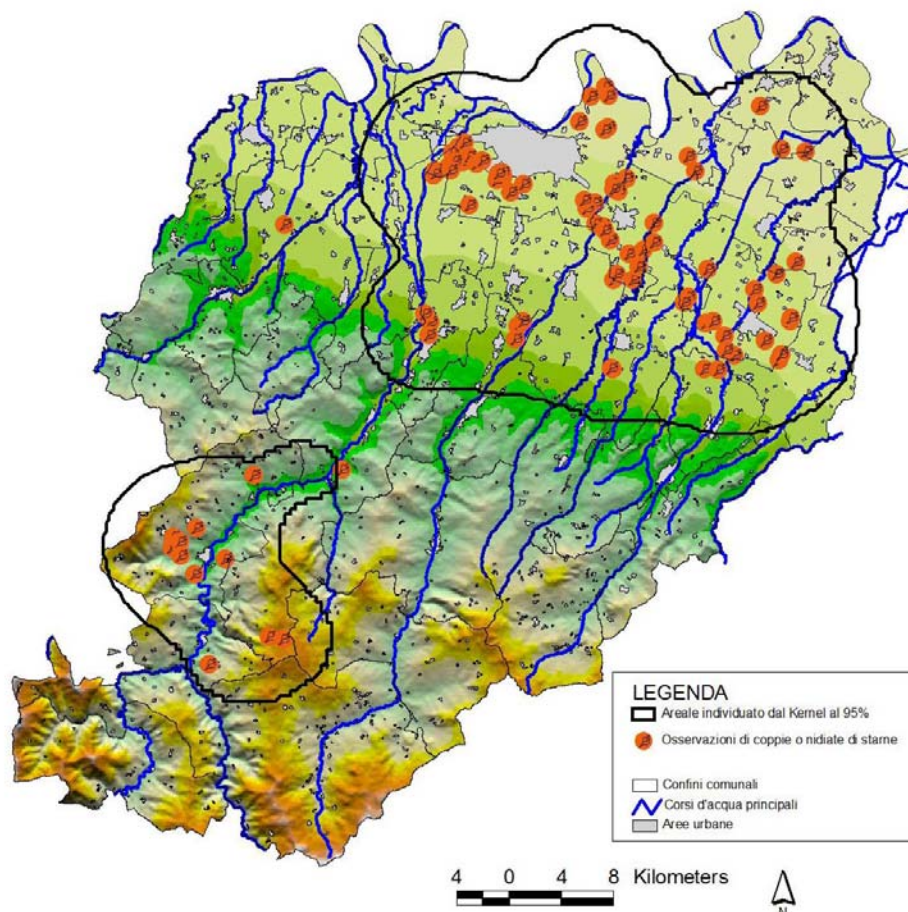 LEGENDA
Areale individuato dal Kernel al 95%
Osservazioni di coppie o nidiate di starne
Confini comunali
Corsi d'acqua principali
Aree urbane
4 0 4 8 Kilometers
N